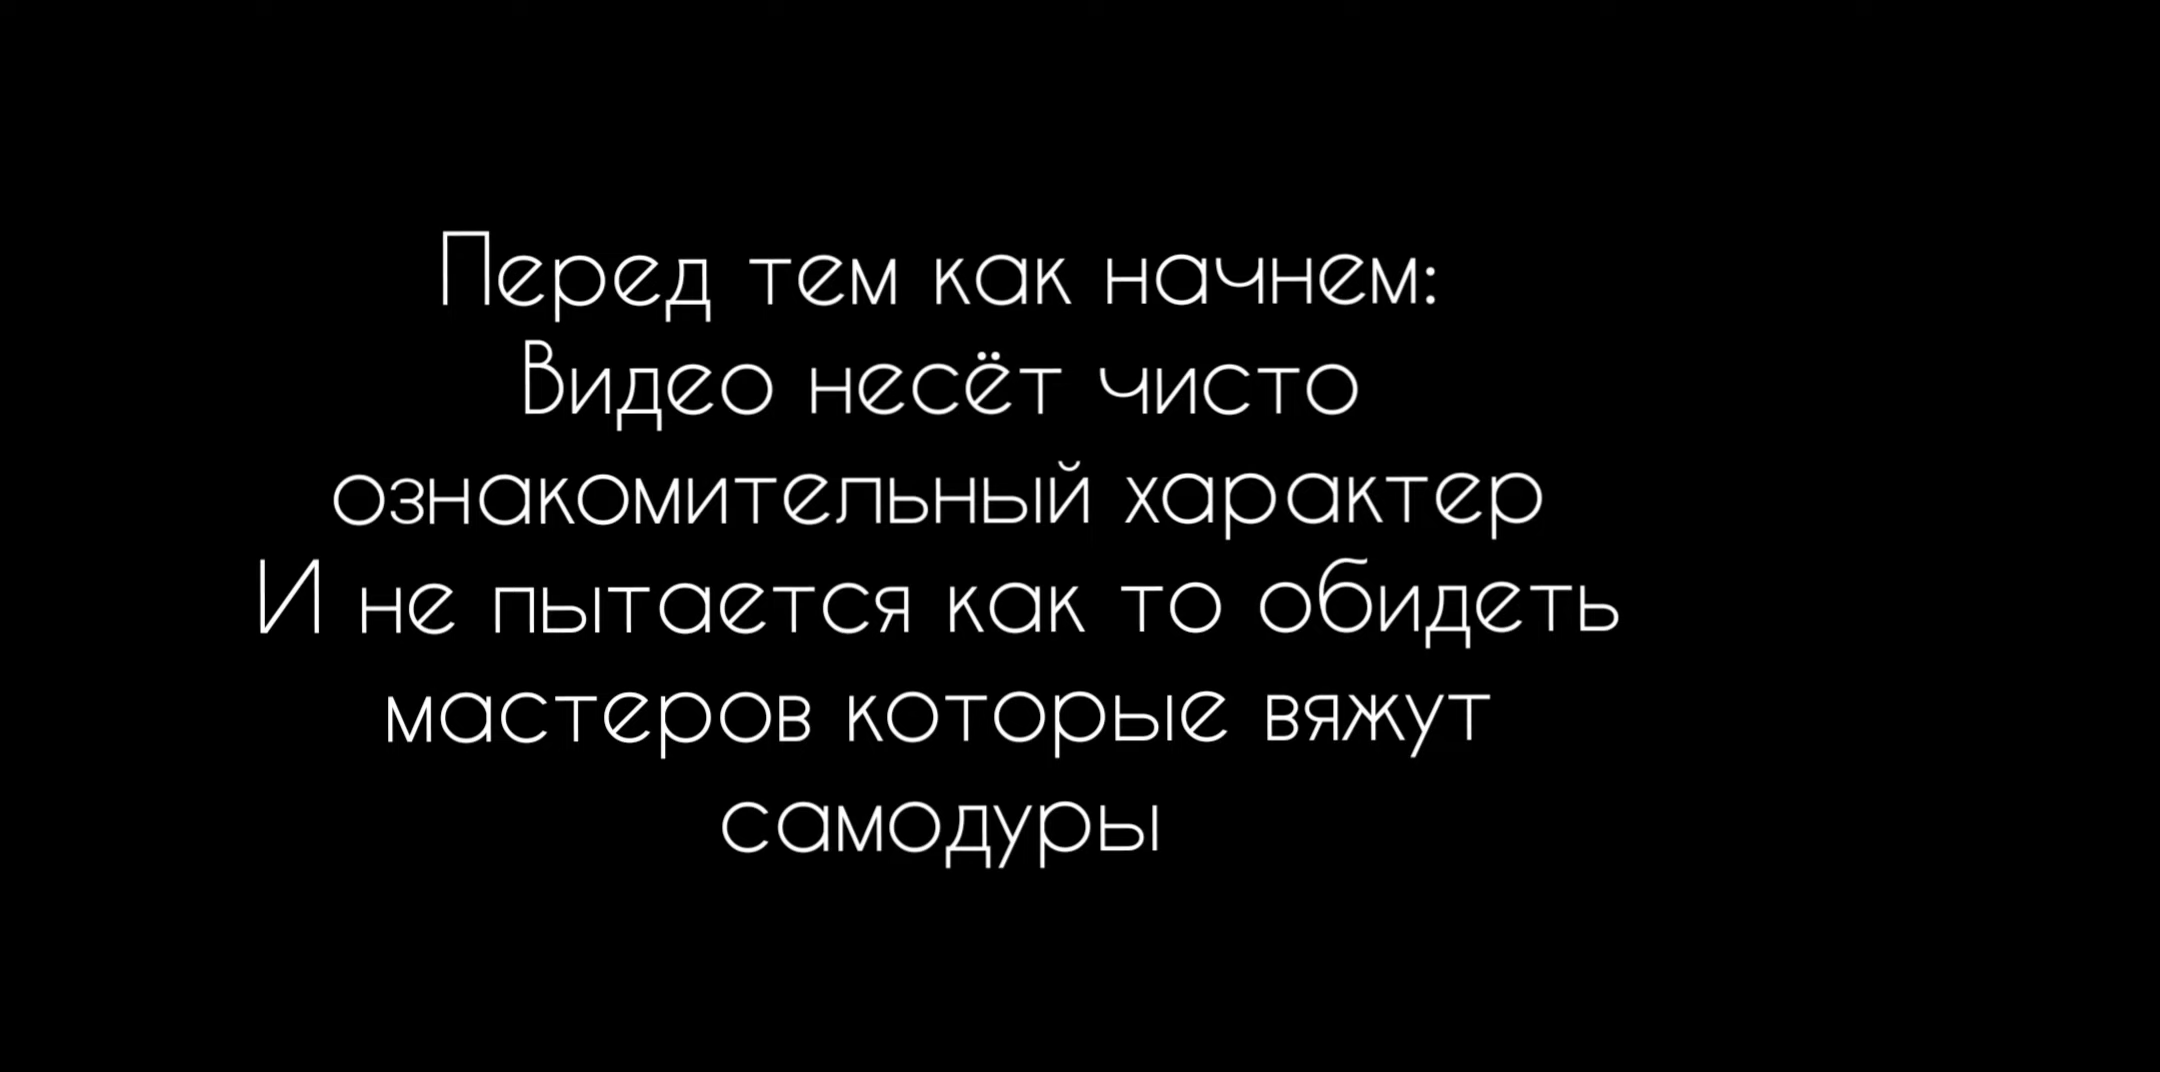 Перед тем как начнем:
Видео несёт чисто
ознакомительный характер
И не пытается как то обидеть
мастеров которые вяжут
самодуры